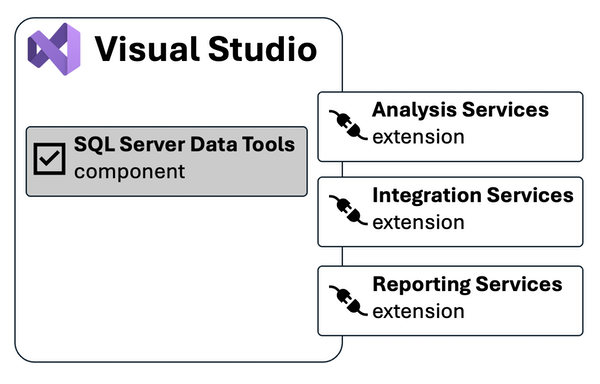 Visual Studio
SQL Server Data Tools
component
Analysis Services
extension
Integration Services
extension
Reporting Services
extension